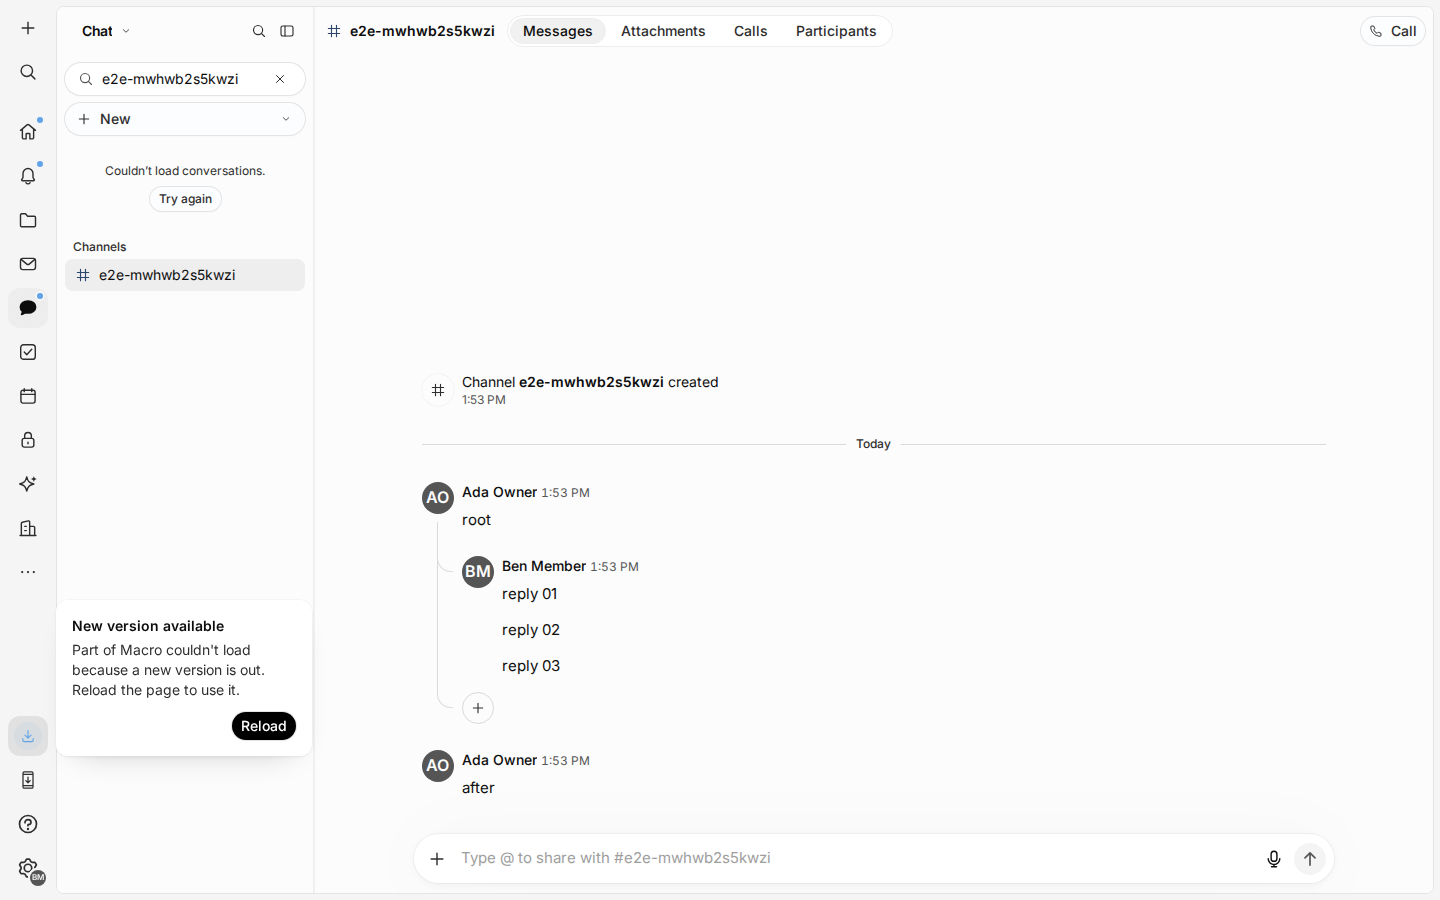 Chat
e2e-mwhwb2s5kwzi
New
Couldn't load conversations.
Try again
Channels
e2e-mwhwb2s5kwzi
New version available
Part of Macro couldn't load
because a new version is out.
Reload the page to use it.
Reload
BM
e2e-mwhwb2s5kwzi Messages Attachments Calls Participants Call
Channel e2e-mwhwb2s5kwzi created
1:53 PM
Today
AO Ada Owner 1:53 PM
root
BM Ben Member 1:53 PM
reply 01
reply 02
reply 03
AO Ada Owner 1:53 PM
after
Type @ to share with #e2e-mwhwb2s5kwzi